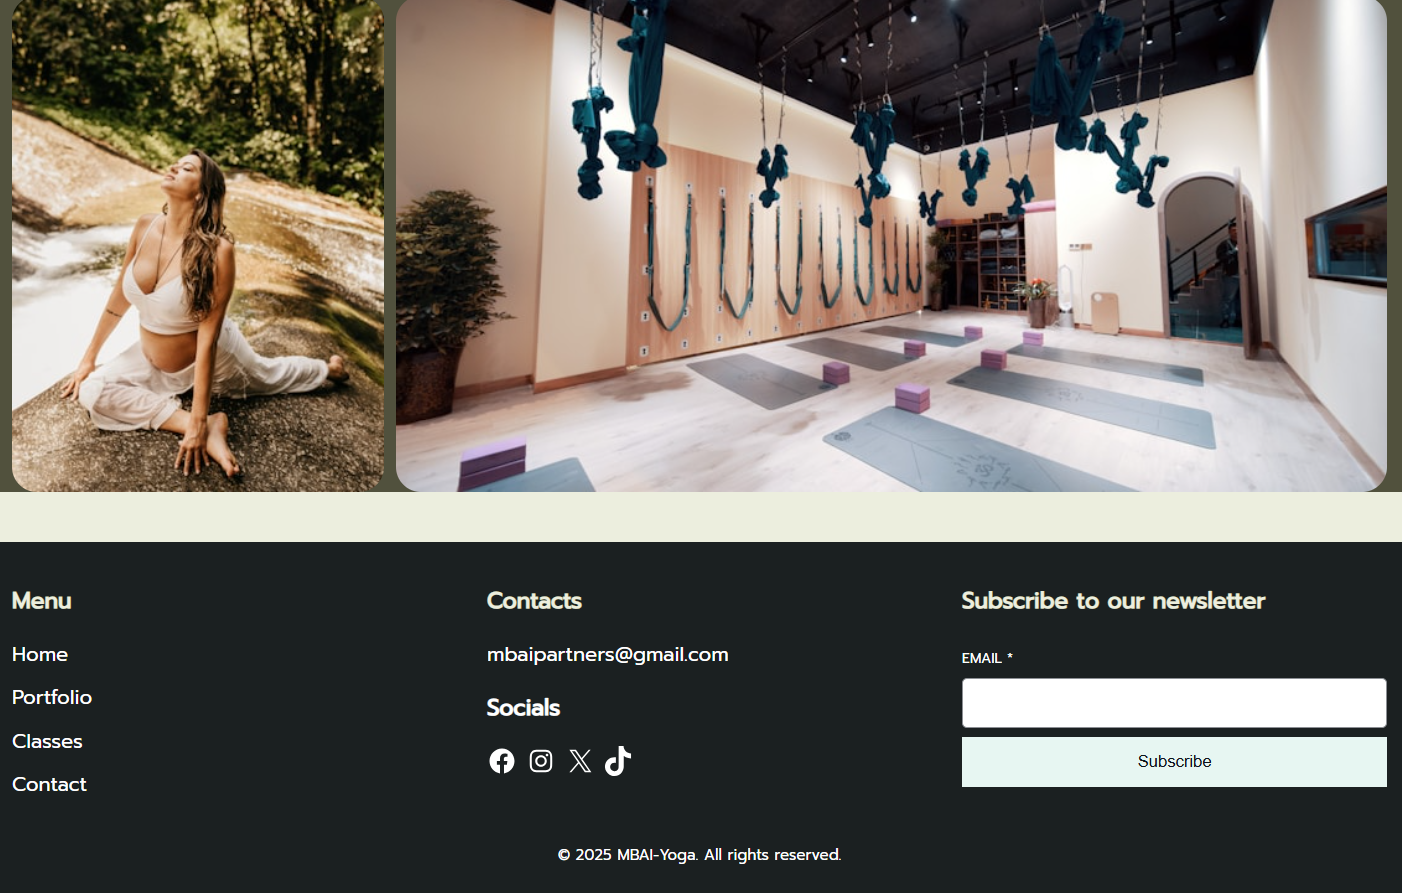 Menu
Home
Portfolio
Classes
Contact
Contacts
mbaipartners@gmail.com
Socials
Subscribe to our newsletter
EMAIL *
Subscribe
© 2025 MBAI-Yoga. All rights reserved.